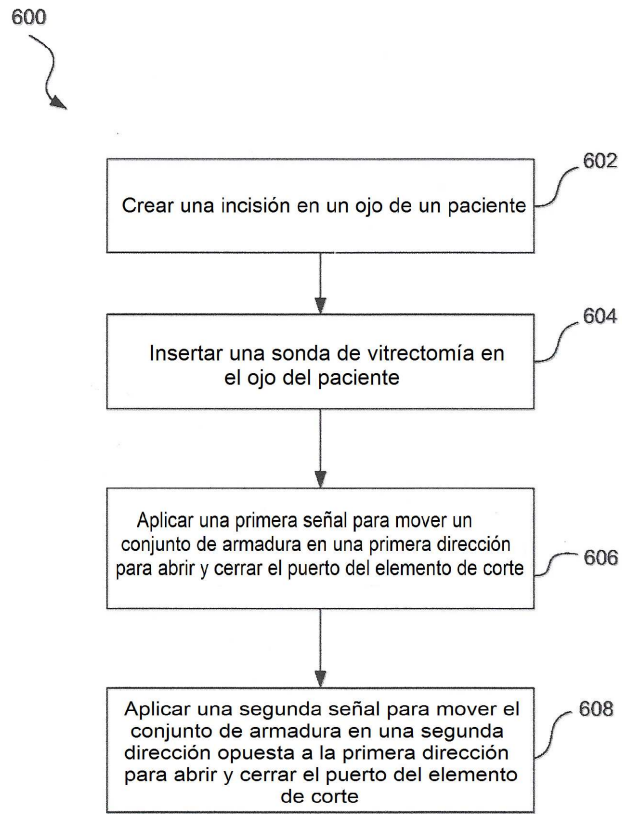 600
602
Crear una incisión en un ojo de un paciente
604
Insertar una sonda de vitrectomía en
el ojo del paciente
Aplicar una primera señal para mover un
conjunto de armadura en una primera dirección
para abrir y cerrar el puerto del elemento de corte
606
Aplicar una segunda señal para mover el
conjunto de armadura en una segunda
dirección opuesta a la primera dirección
para abrir y cerrar el puerto del elemento
de corte
608